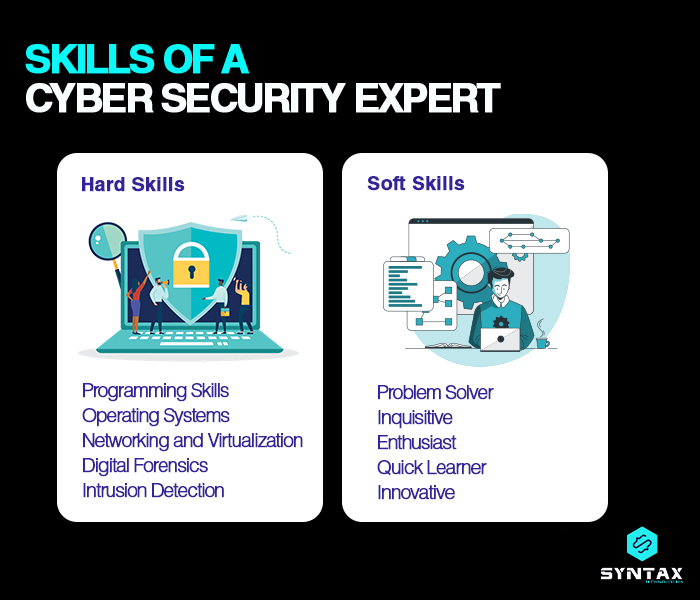 SKILLS OF A
CYBER SECURITY EXPERT
Hard Skills
Programming Skills
Operating Systems
Networking and Virtualization
Digital Forensics
Intrusion Detection
Soft Skills
Problem Solver
Inquisitive
Enthusiast
Quick Learner
Innovative
SYNTAX
TECHNOLOGIES